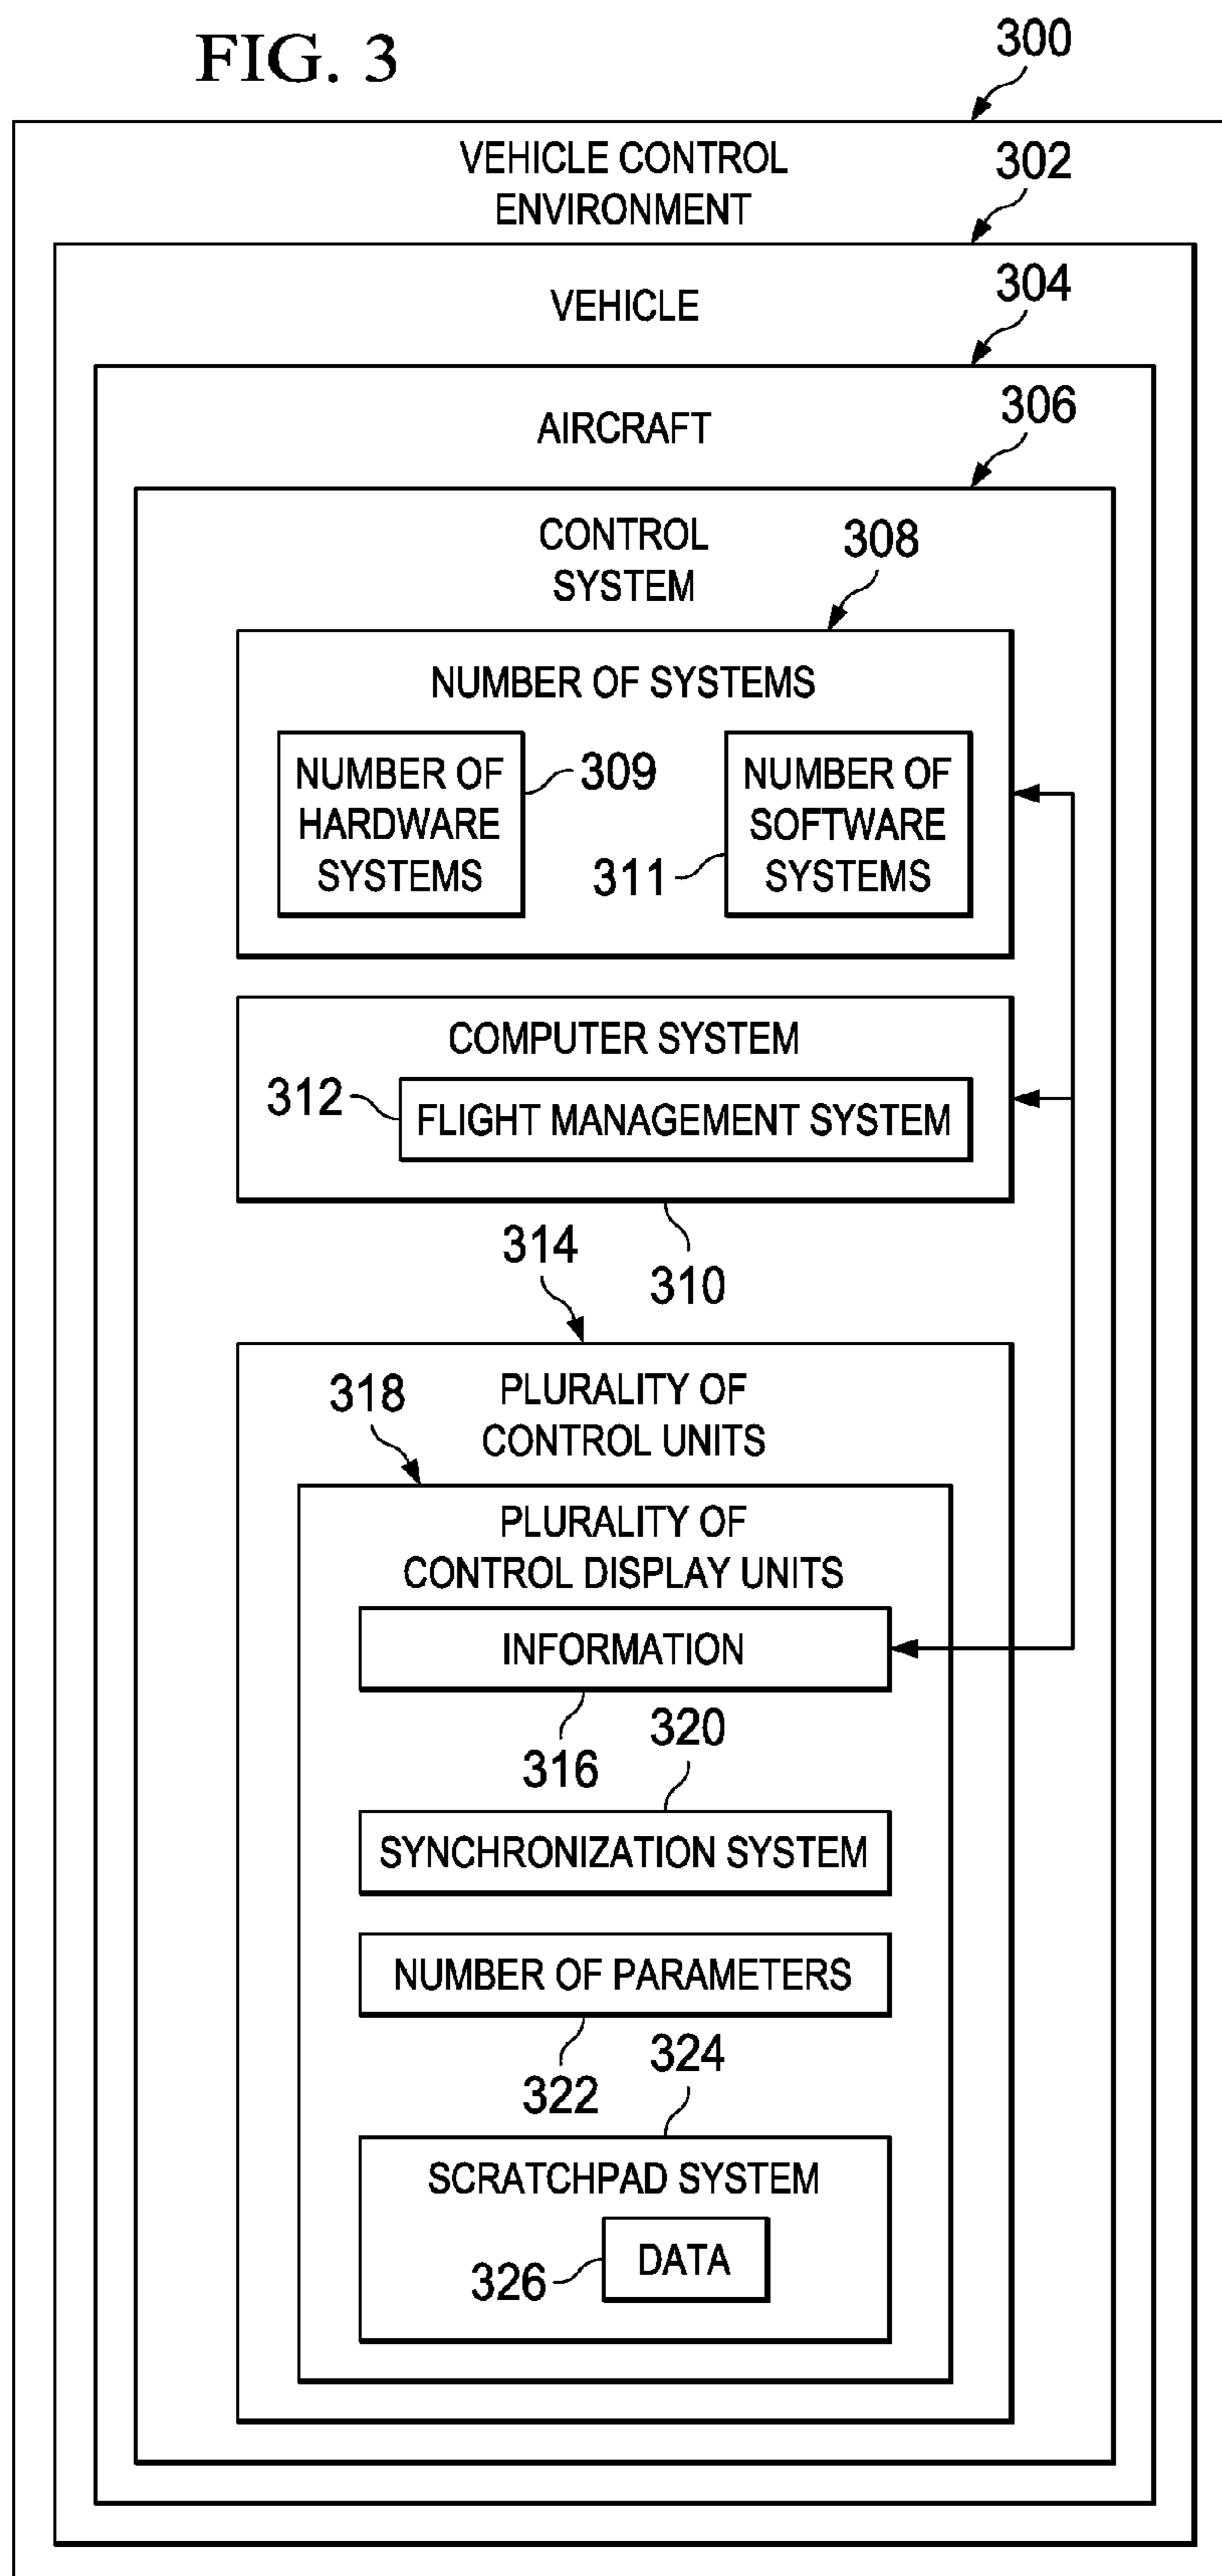 FIG. 3
300
VEHICLE CONTROL
ENVIRONMENT
302
VEHICLE
304
AIRCRAFT
306
CONTROL
SYSTEM
308
NUMBER OF SYSTEMS
NUMBER OF
HARDWARE
SYSTEMS
309
NUMBER OF
SOFTWARE
SYSTEMS
311
COMPUTER SYSTEM
312
FLIGHT MANAGEMENT SYSTEM
310
314
PLURALITY OF
CONTROL UNITS
318
PLURALITY OF
CONTROL DISPLAY UNITS
INFORMATION
316
320
SYNCHRONIZATION SYSTEM
NUMBER OF PARAMETERS
322
324
SCRATCHPAD SYSTEM
326
DATA